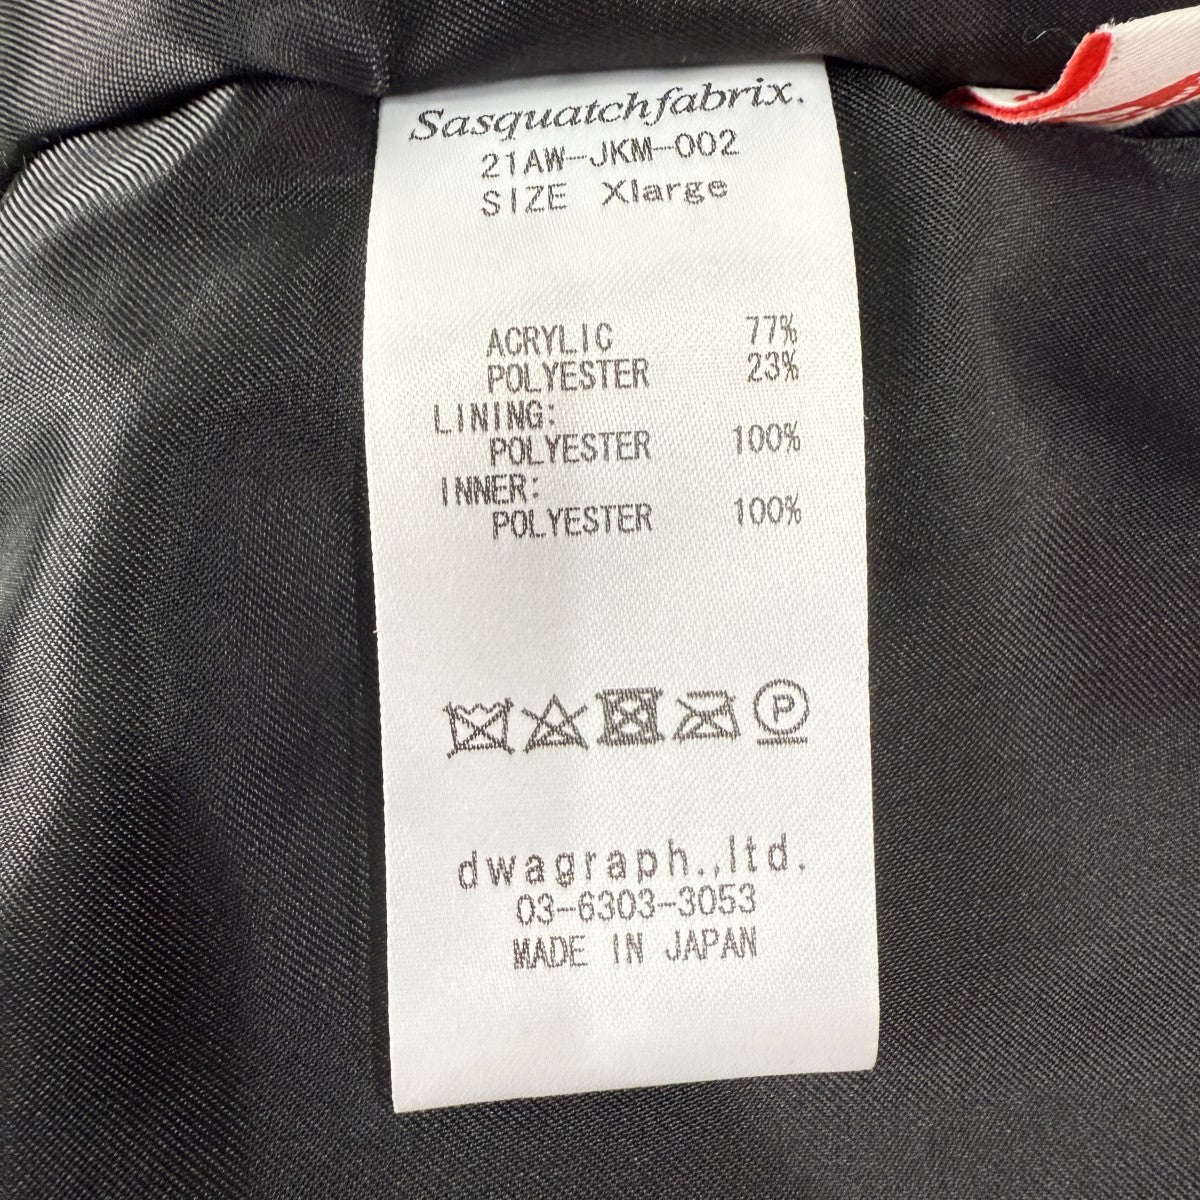 Sasquatchfabrix.
21AW-JKM-002
SIZE Xlarge
ACRYLIC 77%
POLYESTER 23%
LINING:
POLYESTER 100%
INNER:
POLYESTER 100%
P
dwagraph.,ltd.
03-6303-3053
MADE IN JAPAN